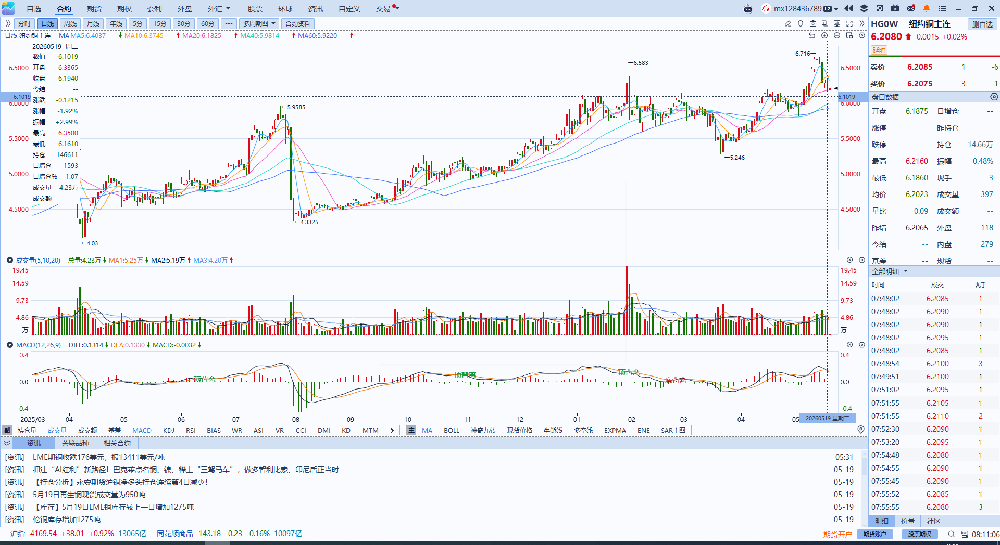 自选 合约 期货 期权 套利 外盘 外汇 股票 环球 资讯 自定义 交易 mx128436789 L2
分时 日线 周线 月线 年线 5分 15分 30分 60分 ••• 多周期图 合约资料
日线 纽约铜主连 MA MA5:6.4037 MA10:6.3745 MA20:6.1825 MA40:5.9814 MA60:5.9220
20260519 周二
数值 6.1019
开盘 6.3365
收盘 6.1940
今结 --
涨跌 -0.1215
涨幅 -1.92%
振幅 +2.99%
最高 6.3500
最低 6.1610
持仓 146611
日增仓 -1593
日增仓% -1.07
成交量 4.23万
成交额 --
6.5000
6.1019
6.0000
5.5000
5.0000
4.5000
6.716
6.583
5.9585
5.246
4.3325
4.03
6.5000
6.1019
6.0000
5.5000
5.0000
4.5000
成交量(5,10,20) 总量:4.23万 MA1:5.25万 MA2:5.19万 MA3:4.20万
19.45
14.59
9.73
4.86
万
19.45
14.59
9.73
4.86
万
MACD(12,26,9) DIFF:0.1314 DEA:0.1330 MACD:-0.0032
0.4
0.0
-0.4
顶背离 顶背离 顶背离 底背离
0.4
0.0
-0.4
2025/03 04 05 06 07 08 09 10 11 12 01 02 03 04 05 20260519 星期二
副 持仓量 成交量 成交额 基差 MACD KDJ RSI BIAS WR ASI VR CCI DMI KD MTM 主 MA BOLL 神奇九转 现货价格 牛熊线 多空线 EXPMA ENE SAR主图
资讯 关联品种 相关合约
[资讯] LME期铜收跌176美元，报13411美元/吨 05:31
[资讯] 押注“AI红利”新路径！巴克莱点名铜、镍、稀土“三驾马车”，做多智利比索、印尼盾正当时 05-19
[资讯] 【持仓分析】永安期货沪铜净多头持仓连续第4日减少！ 05-19
[资讯] 5月19日再生铜现货成交量为950吨 05-19
[资讯] 【库存】5月19日LME铜库存较上一日增加1275吨 05-19
[资讯] 伦铜库存增加1275吨 05-19
HG0W 纽约铜主连 删自选
6.2080 0.0015 +0.02%
延时
卖价 6.2085 1 -6
买价 6.2075 3 -1
盘口数据
开盘 6.1875 日增仓 --
涨停 -- 昨持仓 --
跌停 -- 持仓 14.66万
最高 6.2160 振幅 0.48%
最低 6.1860 现手 3
均价 6.2023 成交量 397
量比 0.09 成交额 --
昨结 6.2065 外盘 118
今结 -- 内盘 279
基差 -- 现货 --
全部明细
时间 成交 现手
07:48:02 6.2085 1
07:48:02 6.2090 1
07:48:02 6.2090 1
07:48:02 6.2095 1
07:48:02 6.2085 1
07:48:54 6.2100 3
07:49:51 6.2100 1
07:51:02 6.2095 1
07:51:55 6.2105 1
07:51:55 6.2110 2
07:52:30 6.2090 1
07:53:20 6.2095 1
07:54:48 6.2080 1
07:54:55 6.2090 1
07:55:45 6.2090 1
07:55:52 6.2085 1
07:55:55 6.2080 3
明细 价量 社区
沪指 4169.54 +38.01 +0.92% 13065亿 同花顺商品 143.18 -0.23 -0.16% 10097亿 期货开户 期货账户 股票期权 08:11:06